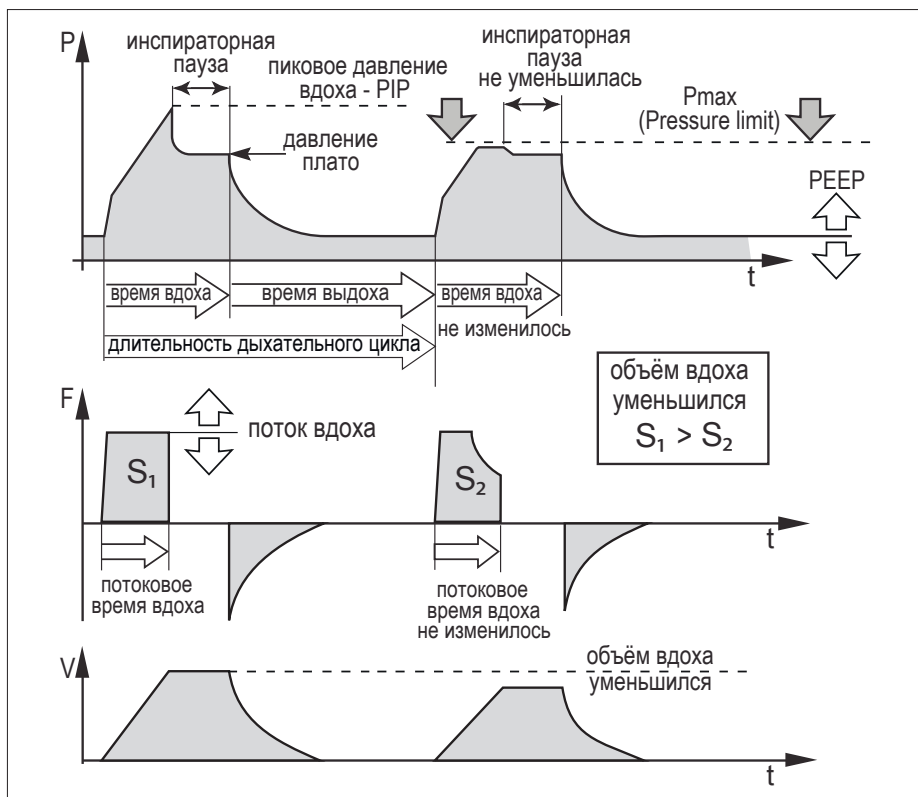 P
инспираторная
пауза
пиковое давление
вдоха - PIP
давление
плато
инспираторная
пауза
не уменьшилась
Pmax
(Pressure limit)
PEEP
t
время вдоха
время выдоха
время вдоха
не изменилось
длительность дыхательного цикла
объём вдоха
уменьшился
S₁ > S₂
F
поток вдоха
S₁
S₂
t
потоковое
время вдоха
потоковое
время вдоха
не изменилось
V
объём вдоха
уменьшился
t